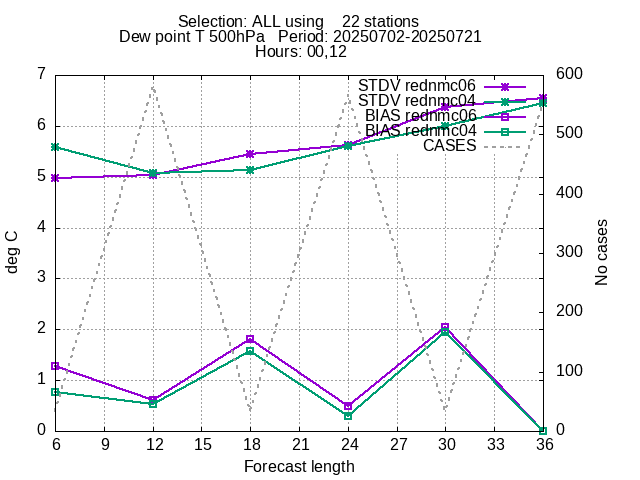 Selection: ALL using    22 stations
Dew point T 500hPa   Period: 20250702-20250721
Hours: 00,12
STDV rednmc06
STDV rednmc04
BIAS rednmc06
BIAS rednmc04
CASES
7
6
5
4
3
2
1
0
deg C
600
500
400
300
200
100
0
No cases
6 9 12 15 18 21 24 27 30 33 36
Forecast length